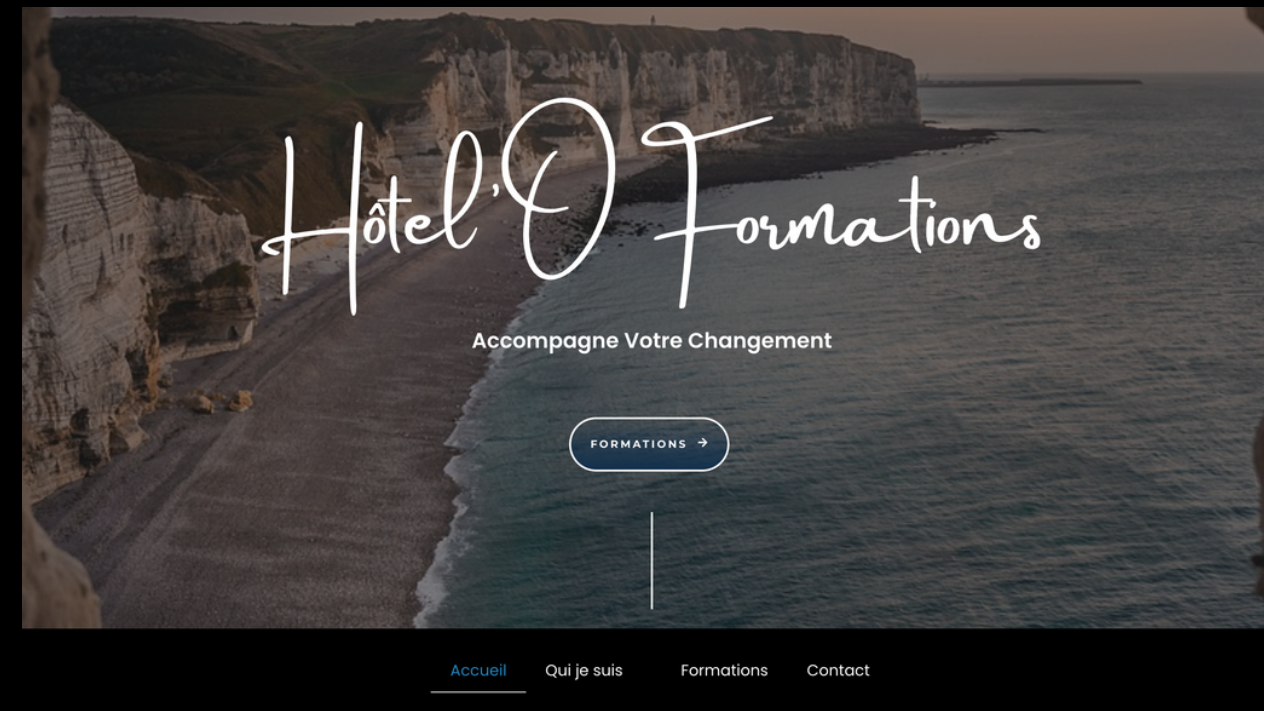 Hôtel'O Formations
Accompagne Votre Changement
FORMATIONS →
Accueil Qui je suis Formations Contact